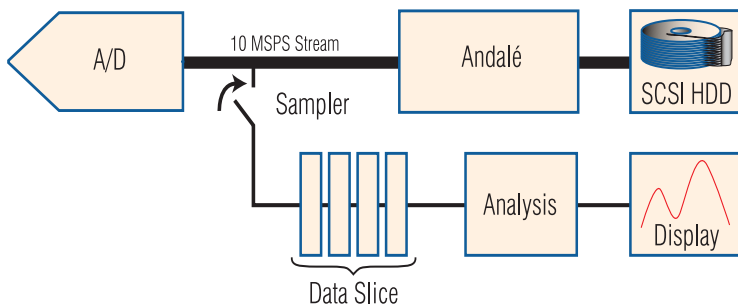 A/D
10 MSPS Stream
Andalé
SCSI HDD
Sampler
Analysis
Display
Data Slice